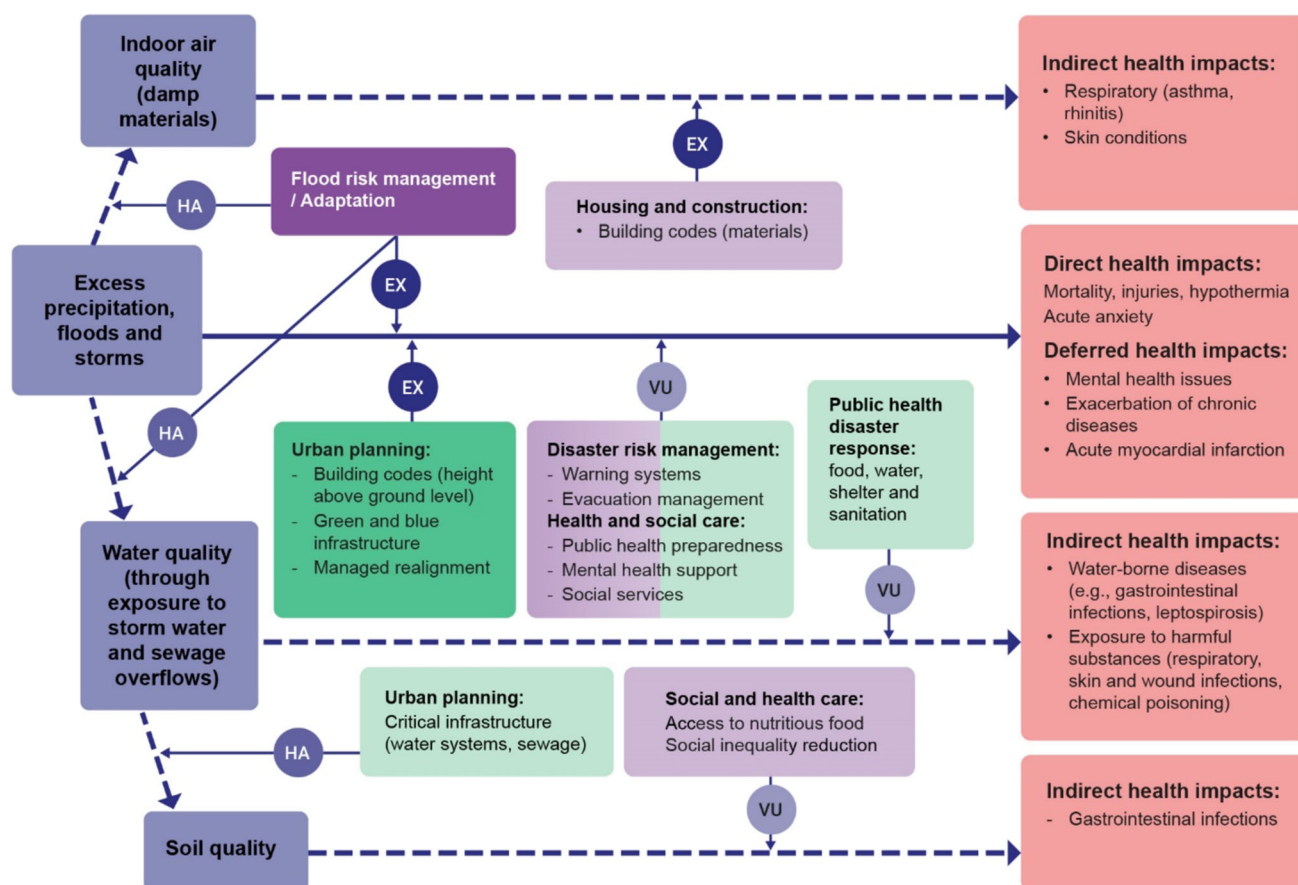 Indoor air
quality
(damp
materials)
Indirect health impacts:
• Respiratory (asthma,
rhinitis)
• Skin conditions
EX
Flood risk management
/ Adaptation
HA
Housing and construction:
• Building codes (materials)
Excess
precipitation,
floods and
storms
EX
Direct health impacts:
Mortality, injuries, hypothermia
Acute anxiety
Deferred health impacts:
• Mental health issues
• Exacerbation of chronic
diseases
• Acute myocardial infarction
EX
VU
HA
Urban planning:
- Building codes (height
above ground level)
- Green and blue
infrastructure
- Managed realignment
Disaster risk management:
- Warning systems
- Evacuation management
Health and social care:
- Public health preparedness
- Mental health support
- Social services
Public health
disaster
response:
food, water,
shelter and
sanitation
VU
Water quality
(through
exposure to
storm water
and sewage
overflows)
Indirect health impacts:
• Water-borne diseases
(e.g., gastrointestinal
infections, leptospirosis)
• Exposure to harmful
substances (respiratory,
skin and wound infections,
chemical poisoning)
HA
Urban planning:
Critical infrastructure
(water systems, sewage)
Social and health care:
Access to nutritious food
Social inequality reduction
VU
Soil quality
Indirect health impacts:
- Gastrointestinal infections